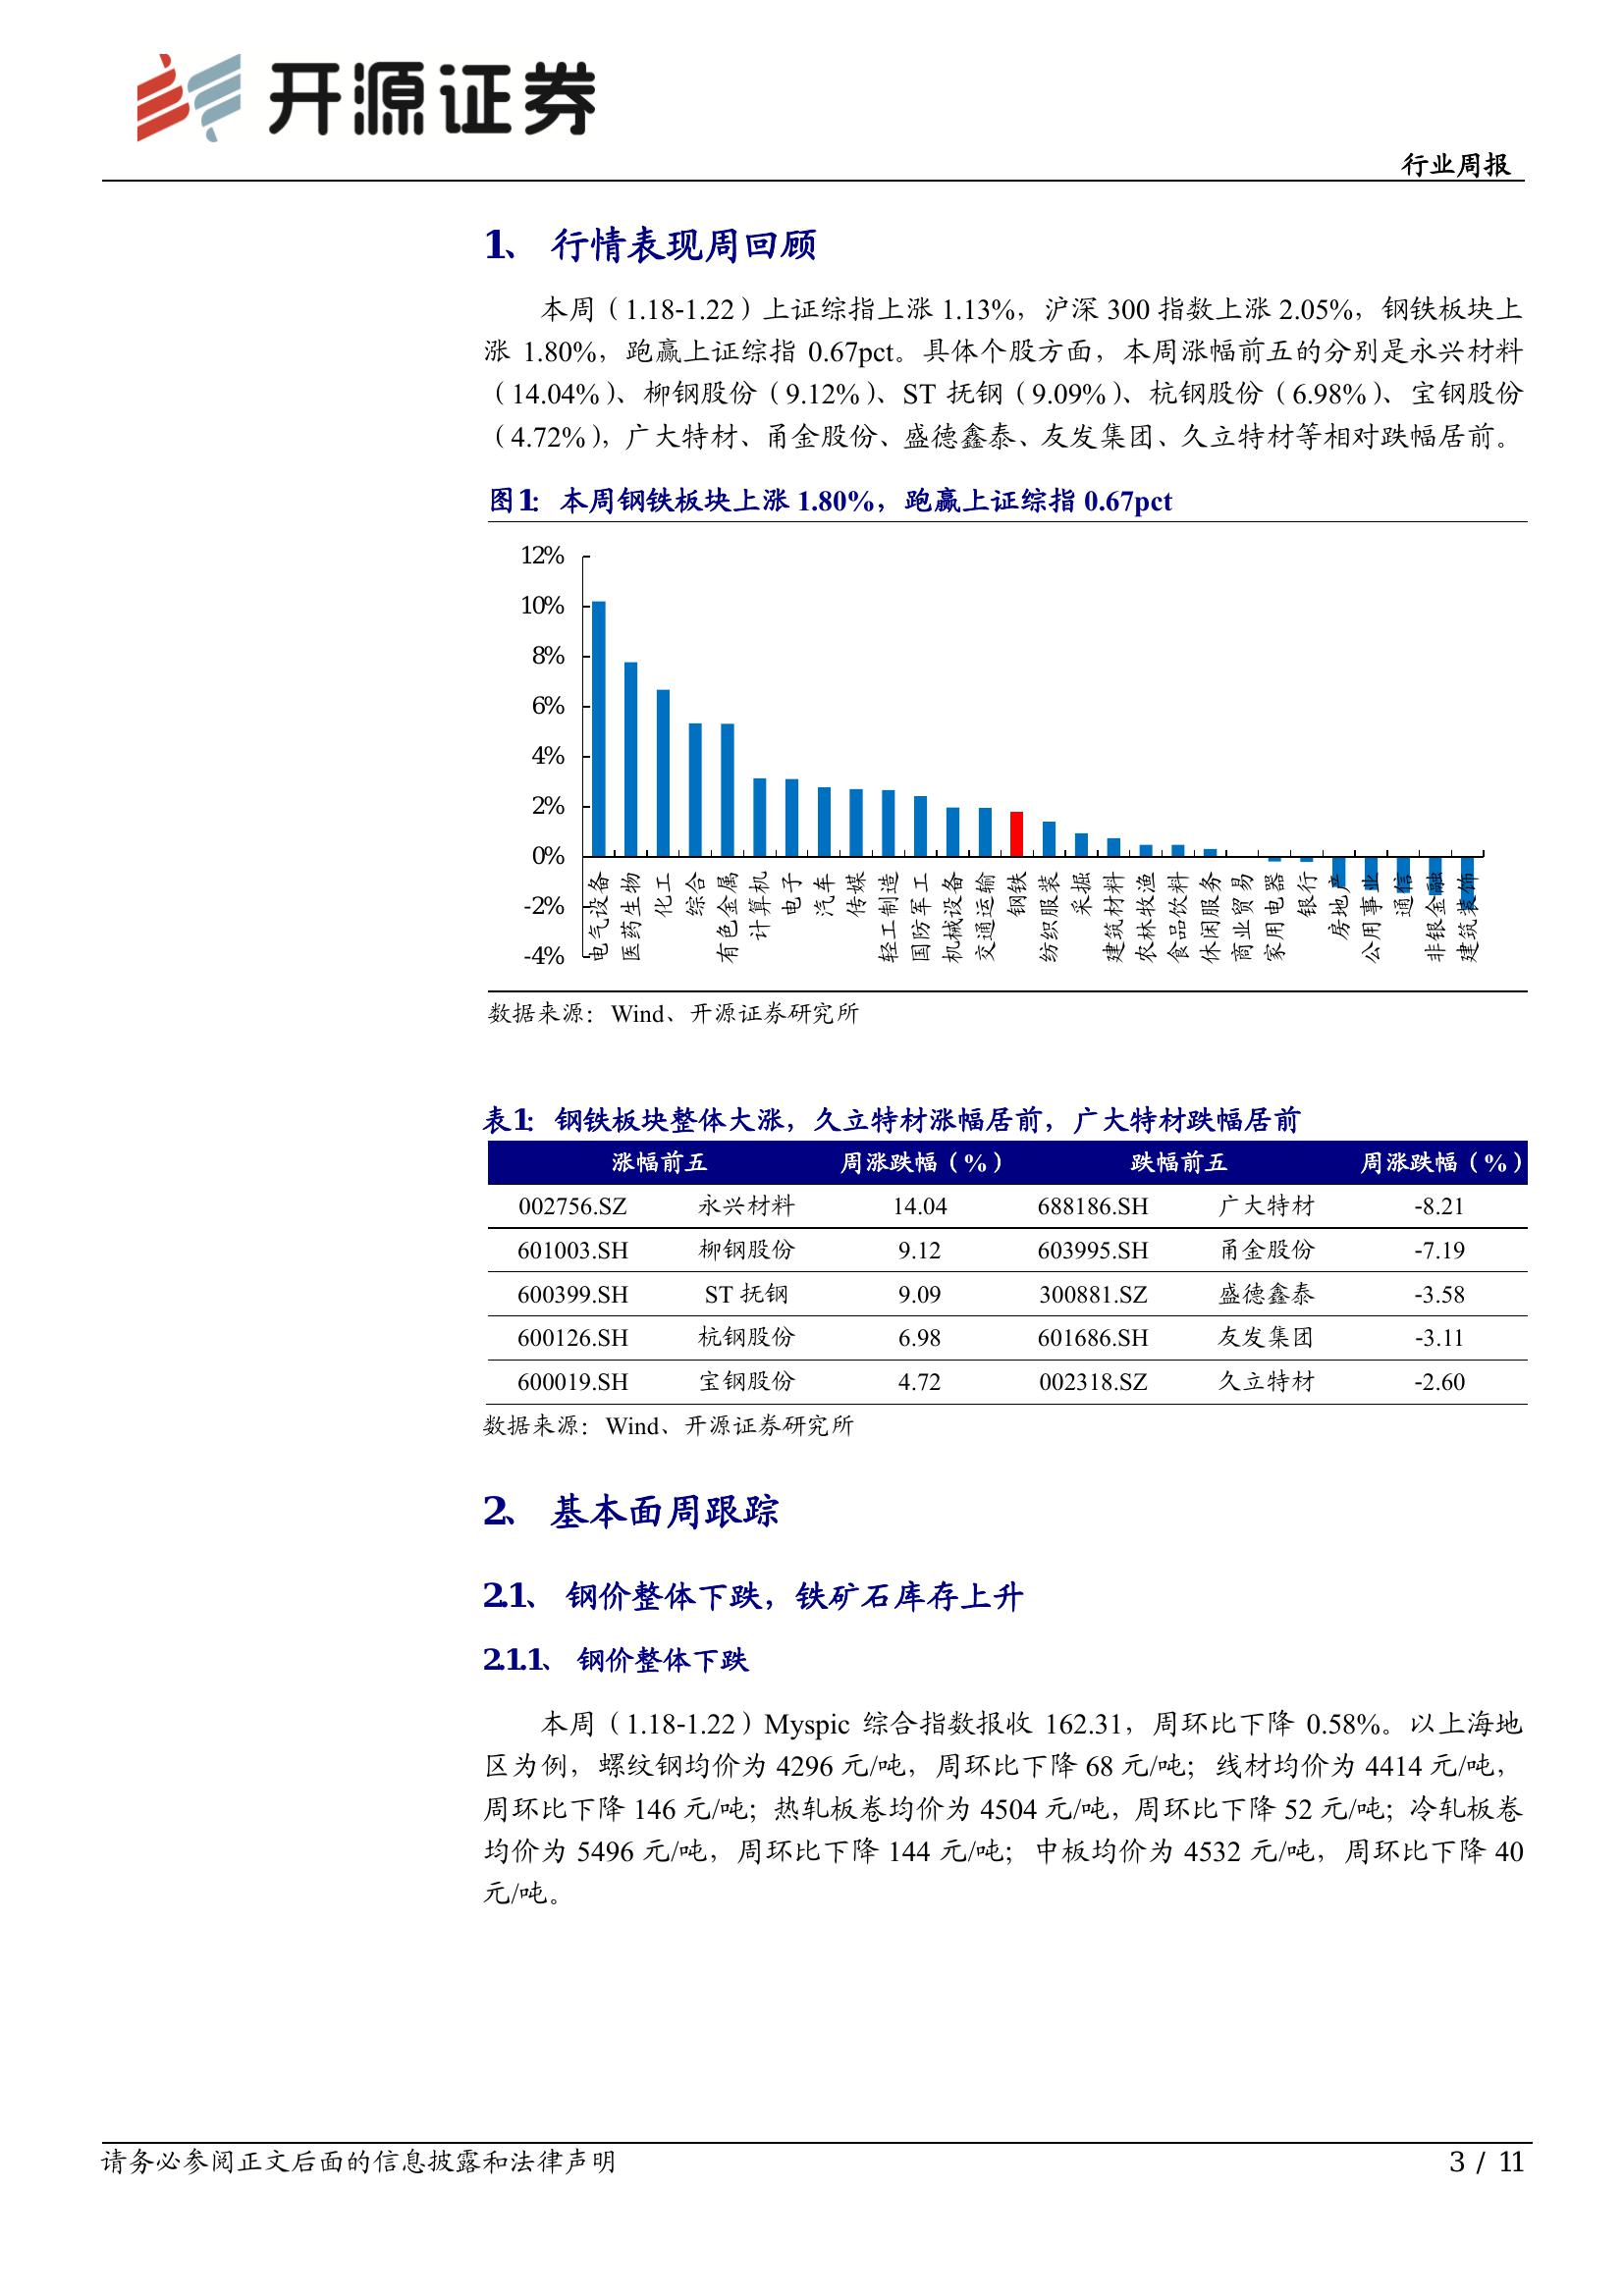 开源证券
行业周报
1、 行情表现周回顾
本周（1.18-1.22）上证综指上涨 1.13%，沪深 300 指数上涨 2.05%，钢铁板块上
涨 1.80%，跑赢上证综指 0.67pct。具体个股方面，本周涨幅前五的分别是永兴材料
（14.04%）、柳钢股份（9.12%）、ST 抚钢（9.09%）、杭钢股份（6.98%）、宝钢股份
（4.72%），广大特材、甬金股份、盛德鑫泰、友发集团、久立特材等相对跌幅居前。
图1： 本周钢铁板块上涨 1.80%，跑赢上证综指 0.67pct
12%
10%
8%
6%
4%
2%
0%
-2%
-4%
电气设备
医药生物
化工
综合
有色金属
计算机
电子
汽车
传媒
轻工制造
国防军工
机械设备
交通运输
钢铁
纺织服装
采掘
建筑材料
农林牧渔
食品饮料
休闲服务
商业贸易
家用电器
银行
房地产
公用事业
通信
非银金融
建筑装饰
数据来源：Wind、开源证券研究所
表1： 钢铁板块整体大涨，久立特材涨幅居前，广大特材跌幅居前
涨幅前五 周涨跌幅（%） 跌幅前五 周涨跌幅（%）
002756.SZ 永兴材料 14.04 688186.SH 广大特材 -8.21
601003.SH 柳钢股份 9.12 603995.SH 甬金股份 -7.19
600399.SH ST 抚钢 9.09 300881.SZ 盛德鑫泰 -3.58
600126.SH 杭钢股份 6.98 601686.SH 友发集团 -3.11
600019.SH 宝钢股份 4.72 002318.SZ 久立特材 -2.60
数据来源：Wind、开源证券研究所
2、 基本面周跟踪
2.1、 钢价整体下跌，铁矿石库存上升
2.1.1、 钢价整体下跌
本周（1.18-1.22）Myspic 综合指数报收 162.31，周环比下降 0.58%。以上海地
区为例，螺纹钢均价为 4296 元/吨，周环比下降 68 元/吨；线材均价为 4414 元/吨，
周环比下降 146 元/吨；热轧板卷均价为 4504 元/吨，周环比下降 52 元/吨；冷轧板卷
均价为 5496 元/吨，周环比下降 144 元/吨；中板均价为 4532 元/吨，周环比下降 40
元/吨。
请务必参阅正文后面的信息披露和法律声明
3 / 11